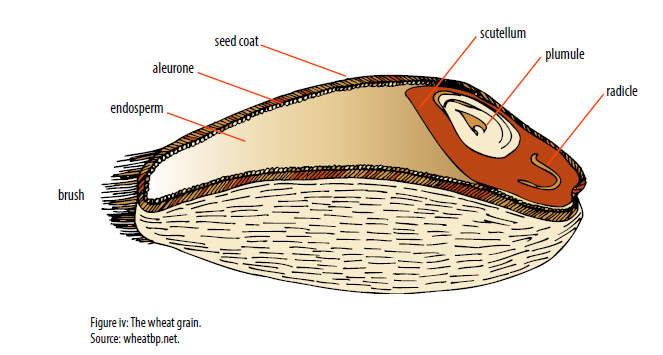 scutellum
seed coat
plumule
aleurone
radicle
endosperm
brush
Figure iv: The wheat grain.
Source: wheatbp.net.